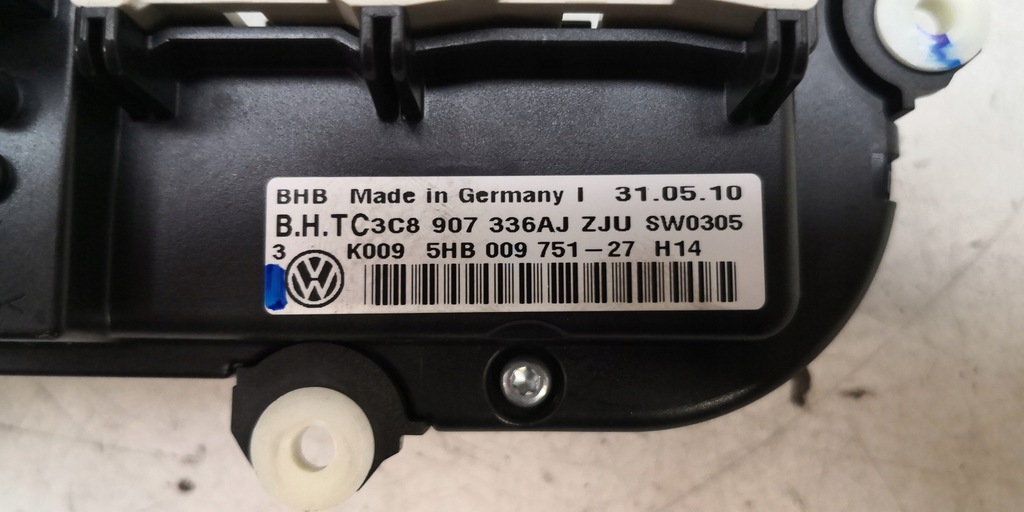 BHB Made in Germany I 31.05.10
B.H.TC3C8 907 336AJ ZJU SW0305
3 K009 5HB 009 751-27 H14